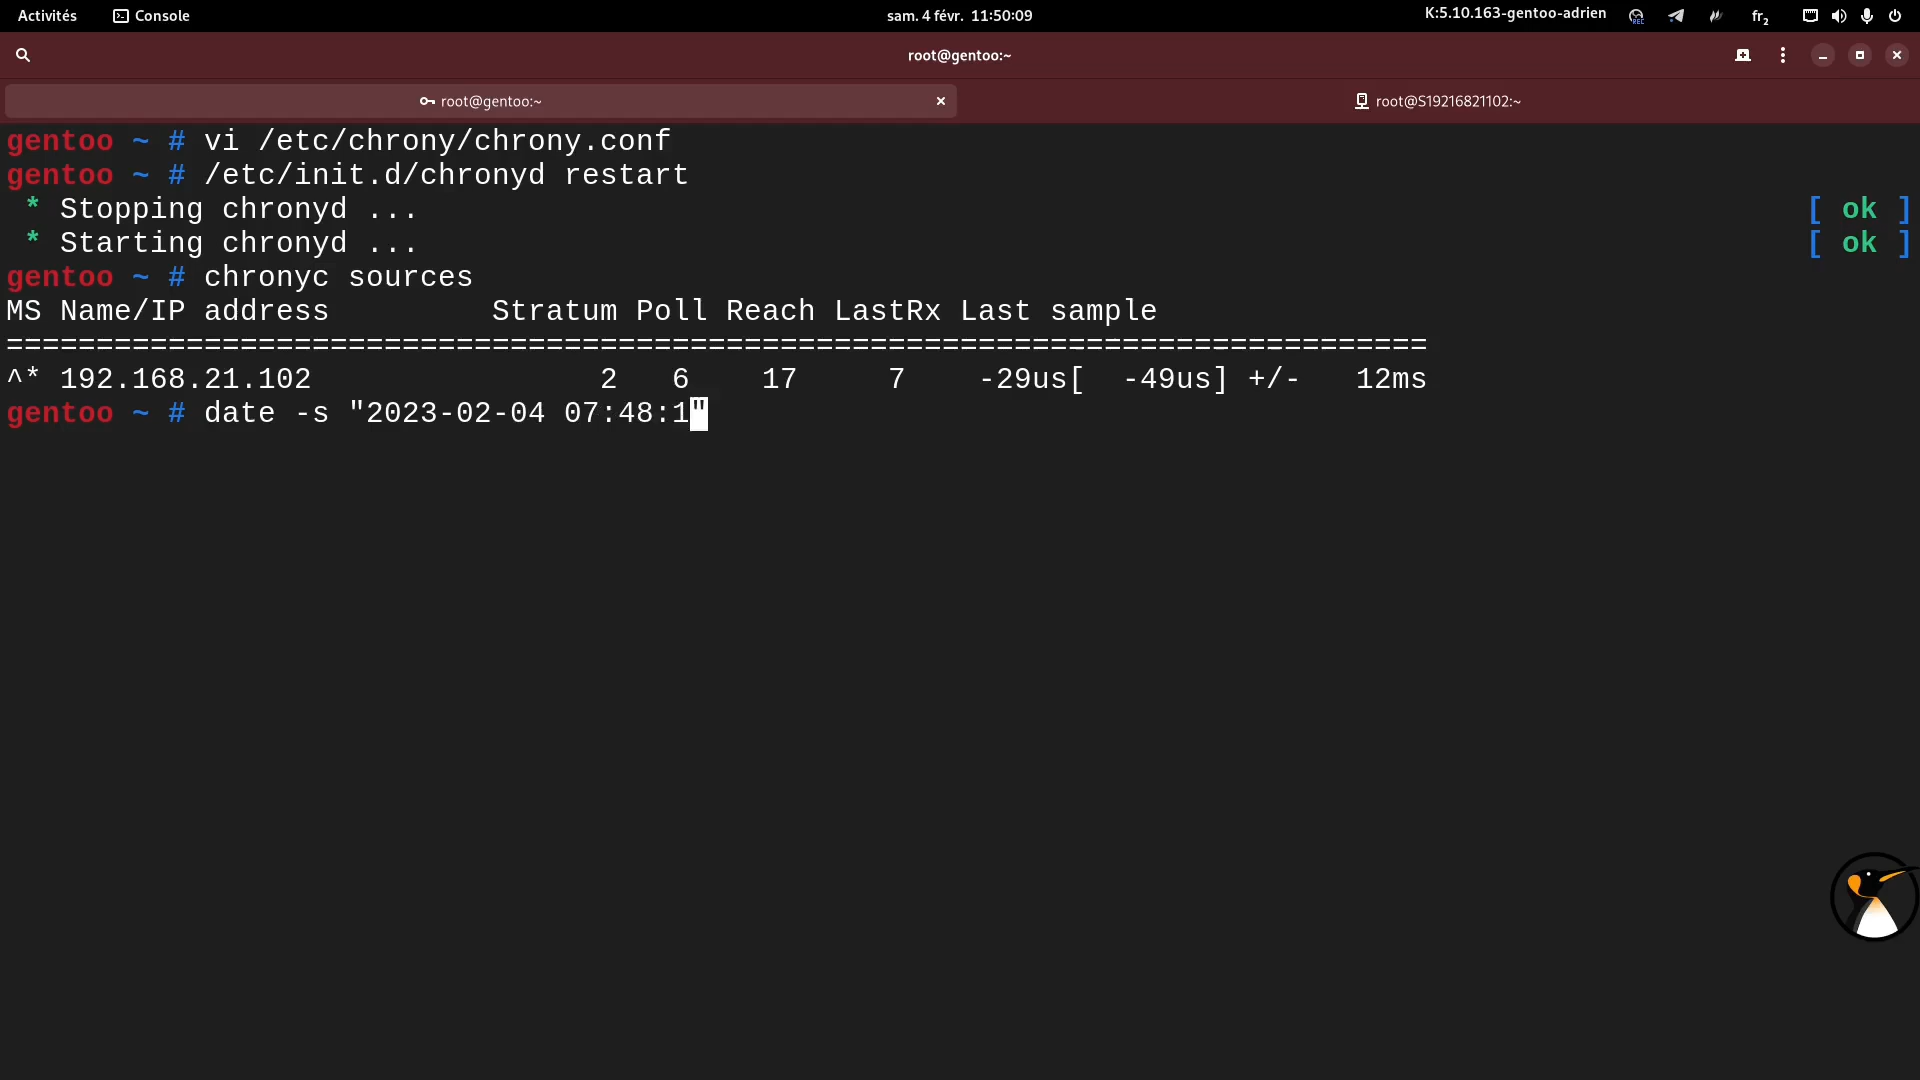 Activités Console sam. 4 févr. 11:50:09 K:5.10.163-gentoo-adrien REC fr2
root@gentoo:~
root@gentoo:~ root@S19216821102:~
gentoo ~ # vi /etc/chrony/chrony.conf
gentoo ~ # /etc/init.d/chronyd restart
* Stopping chronyd ... [ ok ]
* Starting chronyd ... [ ok ]
gentoo ~ # chronyc sources
MS Name/IP address         Stratum Poll Reach LastRx Last sample
===============================================================================
^* 192.168.21.102                2   6    17     7    -29us[  -49us] +/-   12ms
gentoo ~ # date -s "2023-02-04 07:48:1"